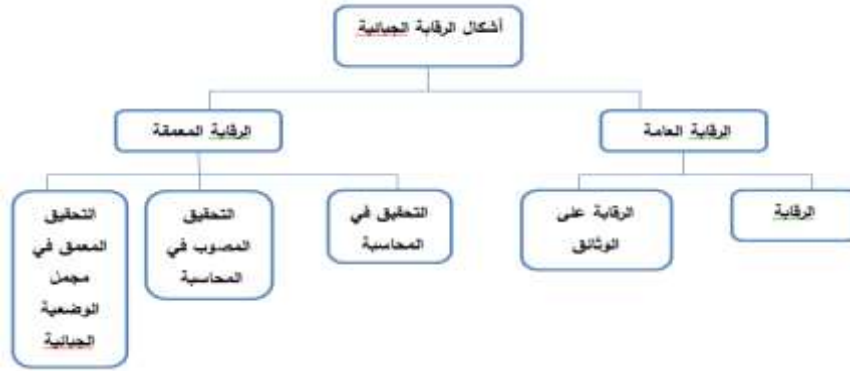 أشكال الرقابة الجبائية
الرقابة العامة
الرقابة المعمقة
الرقابة
الرقابة على
الوثائق
التحقيق في
المحاسبة
التحقيق
المصوب في
المحاسبة
التحقيق
المعمق في
مجمل
الوضعية
الجبائية